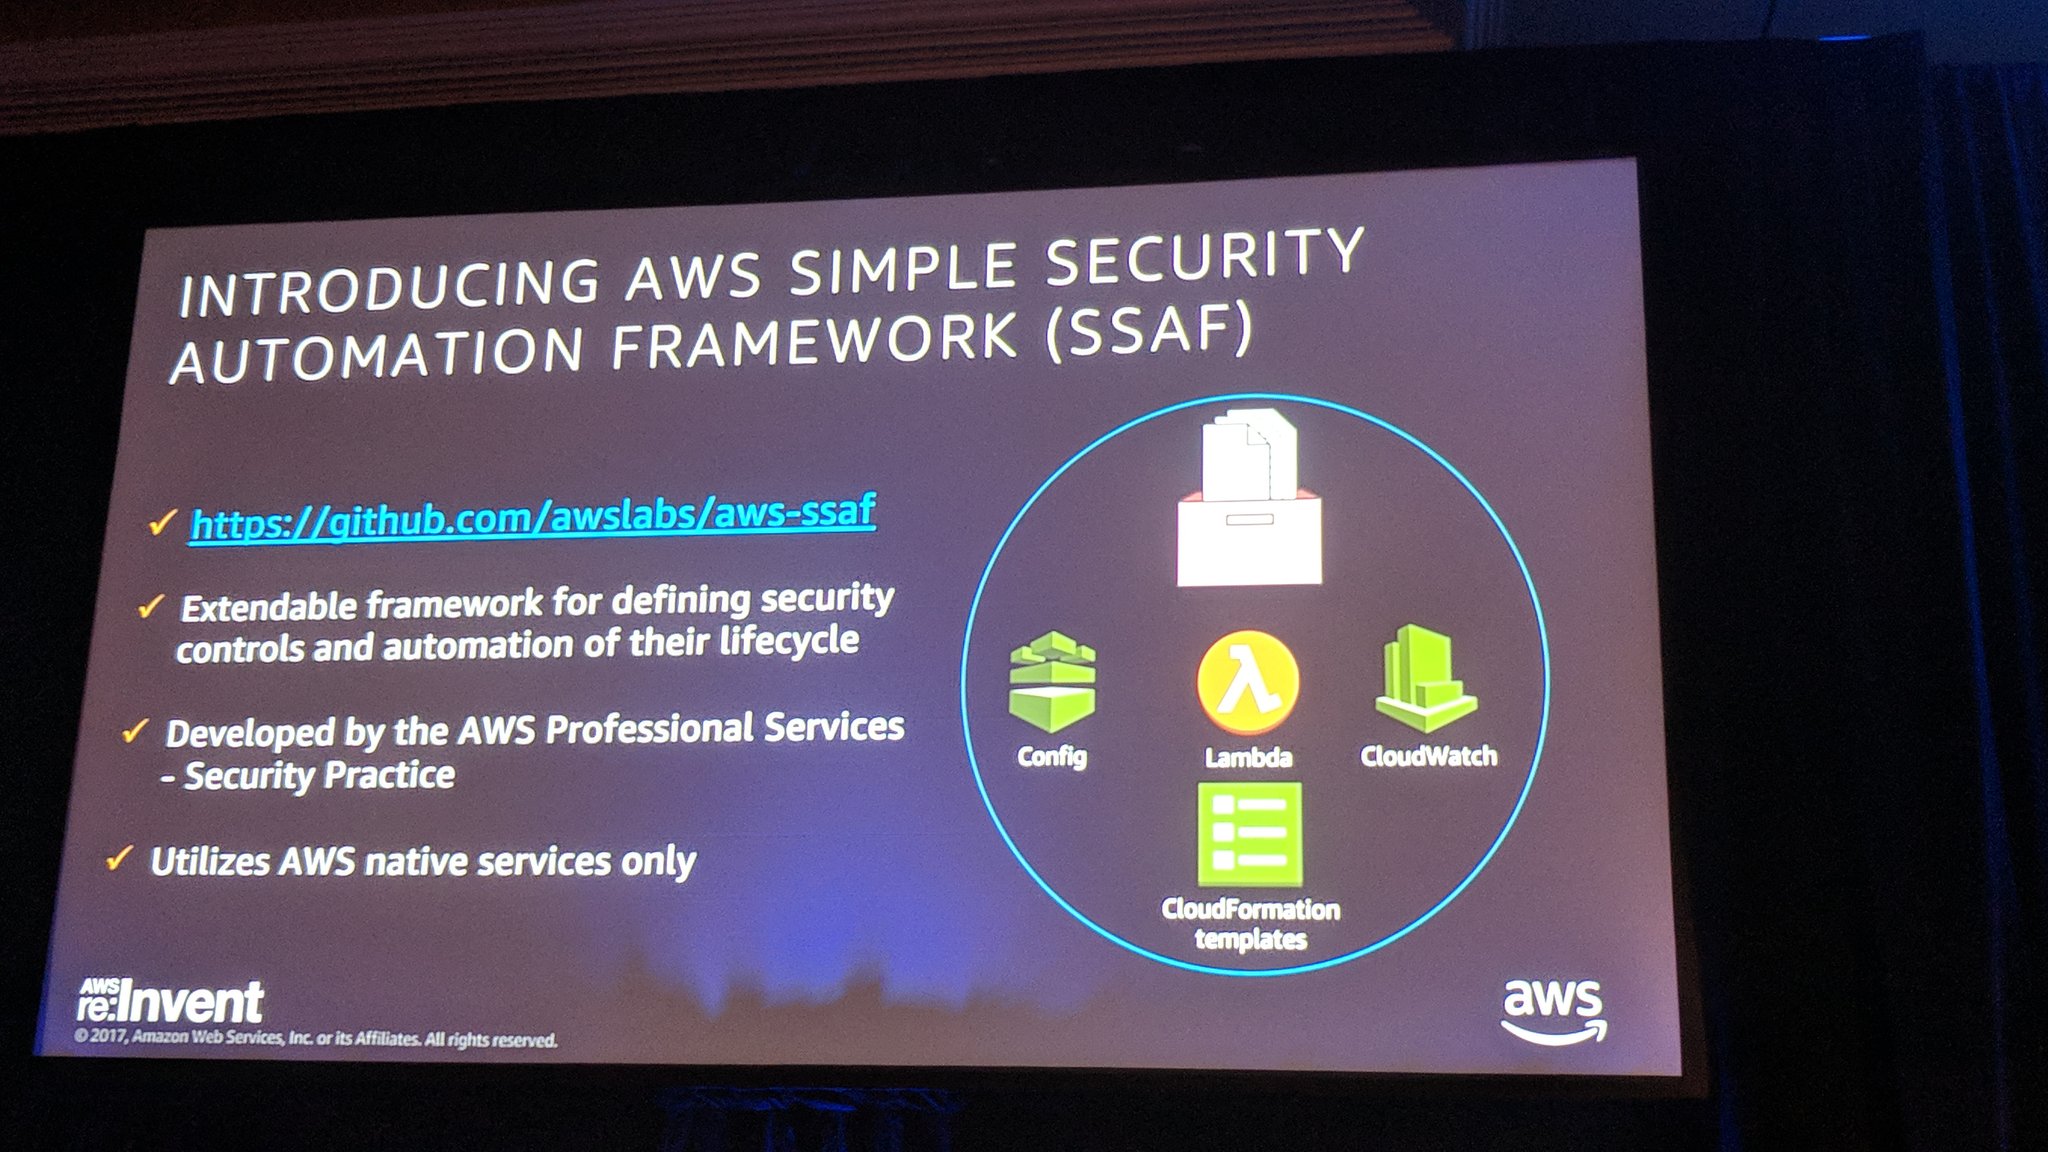 INTRODUCING AWS SIMPLE SECURITY
AUTOMATION FRAMEWORK (SSAF)
✓ https://github.com/awslabs/aws-ssaf
✓ Extendable framework for defining security
controls and automation of their lifecycle
✓ Developed by the AWS Professional Services
- Security Practice
✓ Utilizes AWS native services only
Config
Lambda
CloudWatch
CloudFormation
templates
AWS
re:Invent
© 2017, Amazon Web Services, Inc. or its Affiliates. All rights reserved.
aws